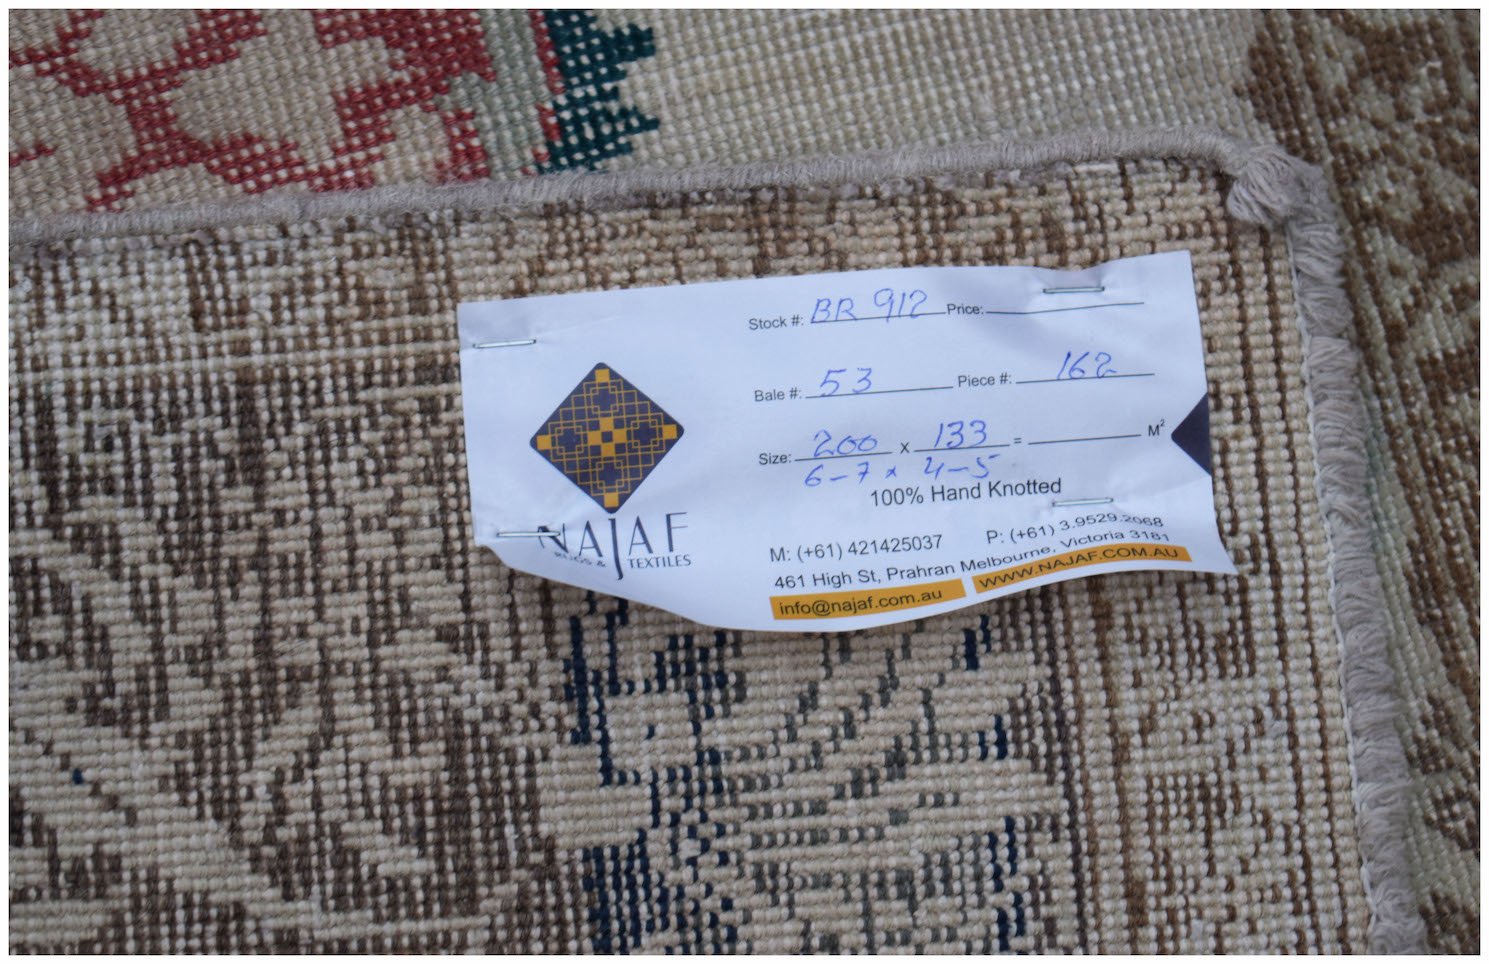 Stock #: BR 912 Price:
Bale #: 53 Piece #: 162
Size: 200 x 133 = M²
6-7 x 4-5
100% Hand Knotted
NAJAF
RUGS & TEXTILES
M: (+61) 421425037 P: (+61) 3.9529.2068
461 High St, Prahran Melbourne, Victoria 3181
info@najaf.com.au WWW.NAJAF.COM.AU